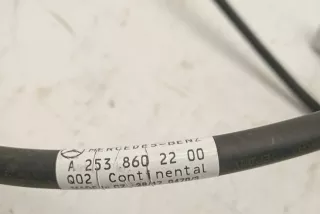 MERCEDES-BENZ
A 253 860 22 00
Q02 Continental